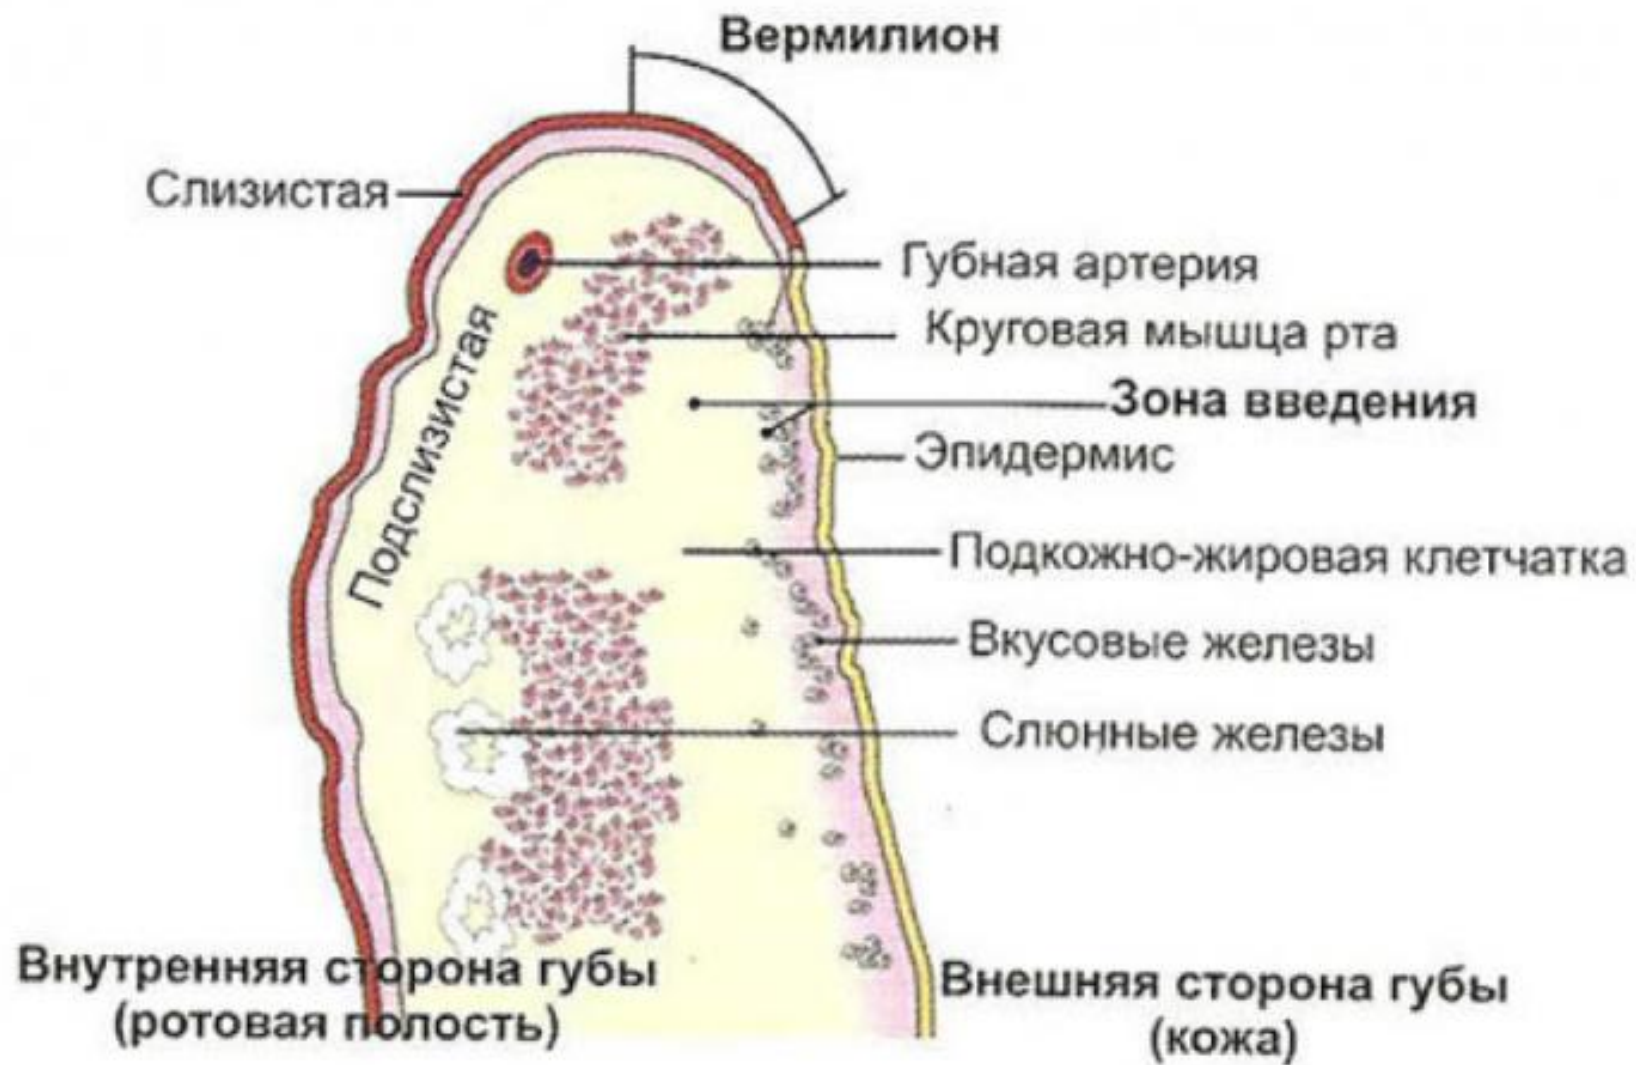 Вермилион
Слизистая
Губная артерия
Круговая мышца рта
Зона введения
Эпидермис
Подслизистая
Подкожно-жировая клетчатка
Вкусовые железы
Слюнные железы
Внутренняя сторона губы
(ротовая полость)
Внешняя сторона губы
(кожа)